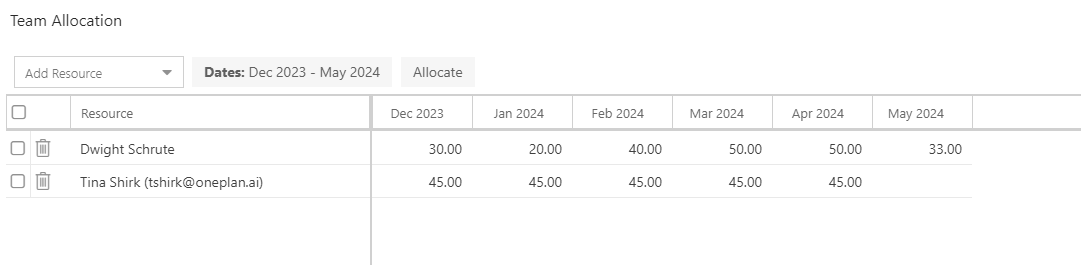 Team Allocation
Add Resource Dates: Dec 2023 - May 2024 Allocate
Resource Dec 2023 Jan 2024 Feb 2024 Mar 2024 Apr 2024 May 2024
Dwight Schrute 30.00 20.00 40.00 50.00 50.00 33.00
Tina Shirk (tshirk@oneplan.ai) 45.00 45.00 45.00 45.00 45.00